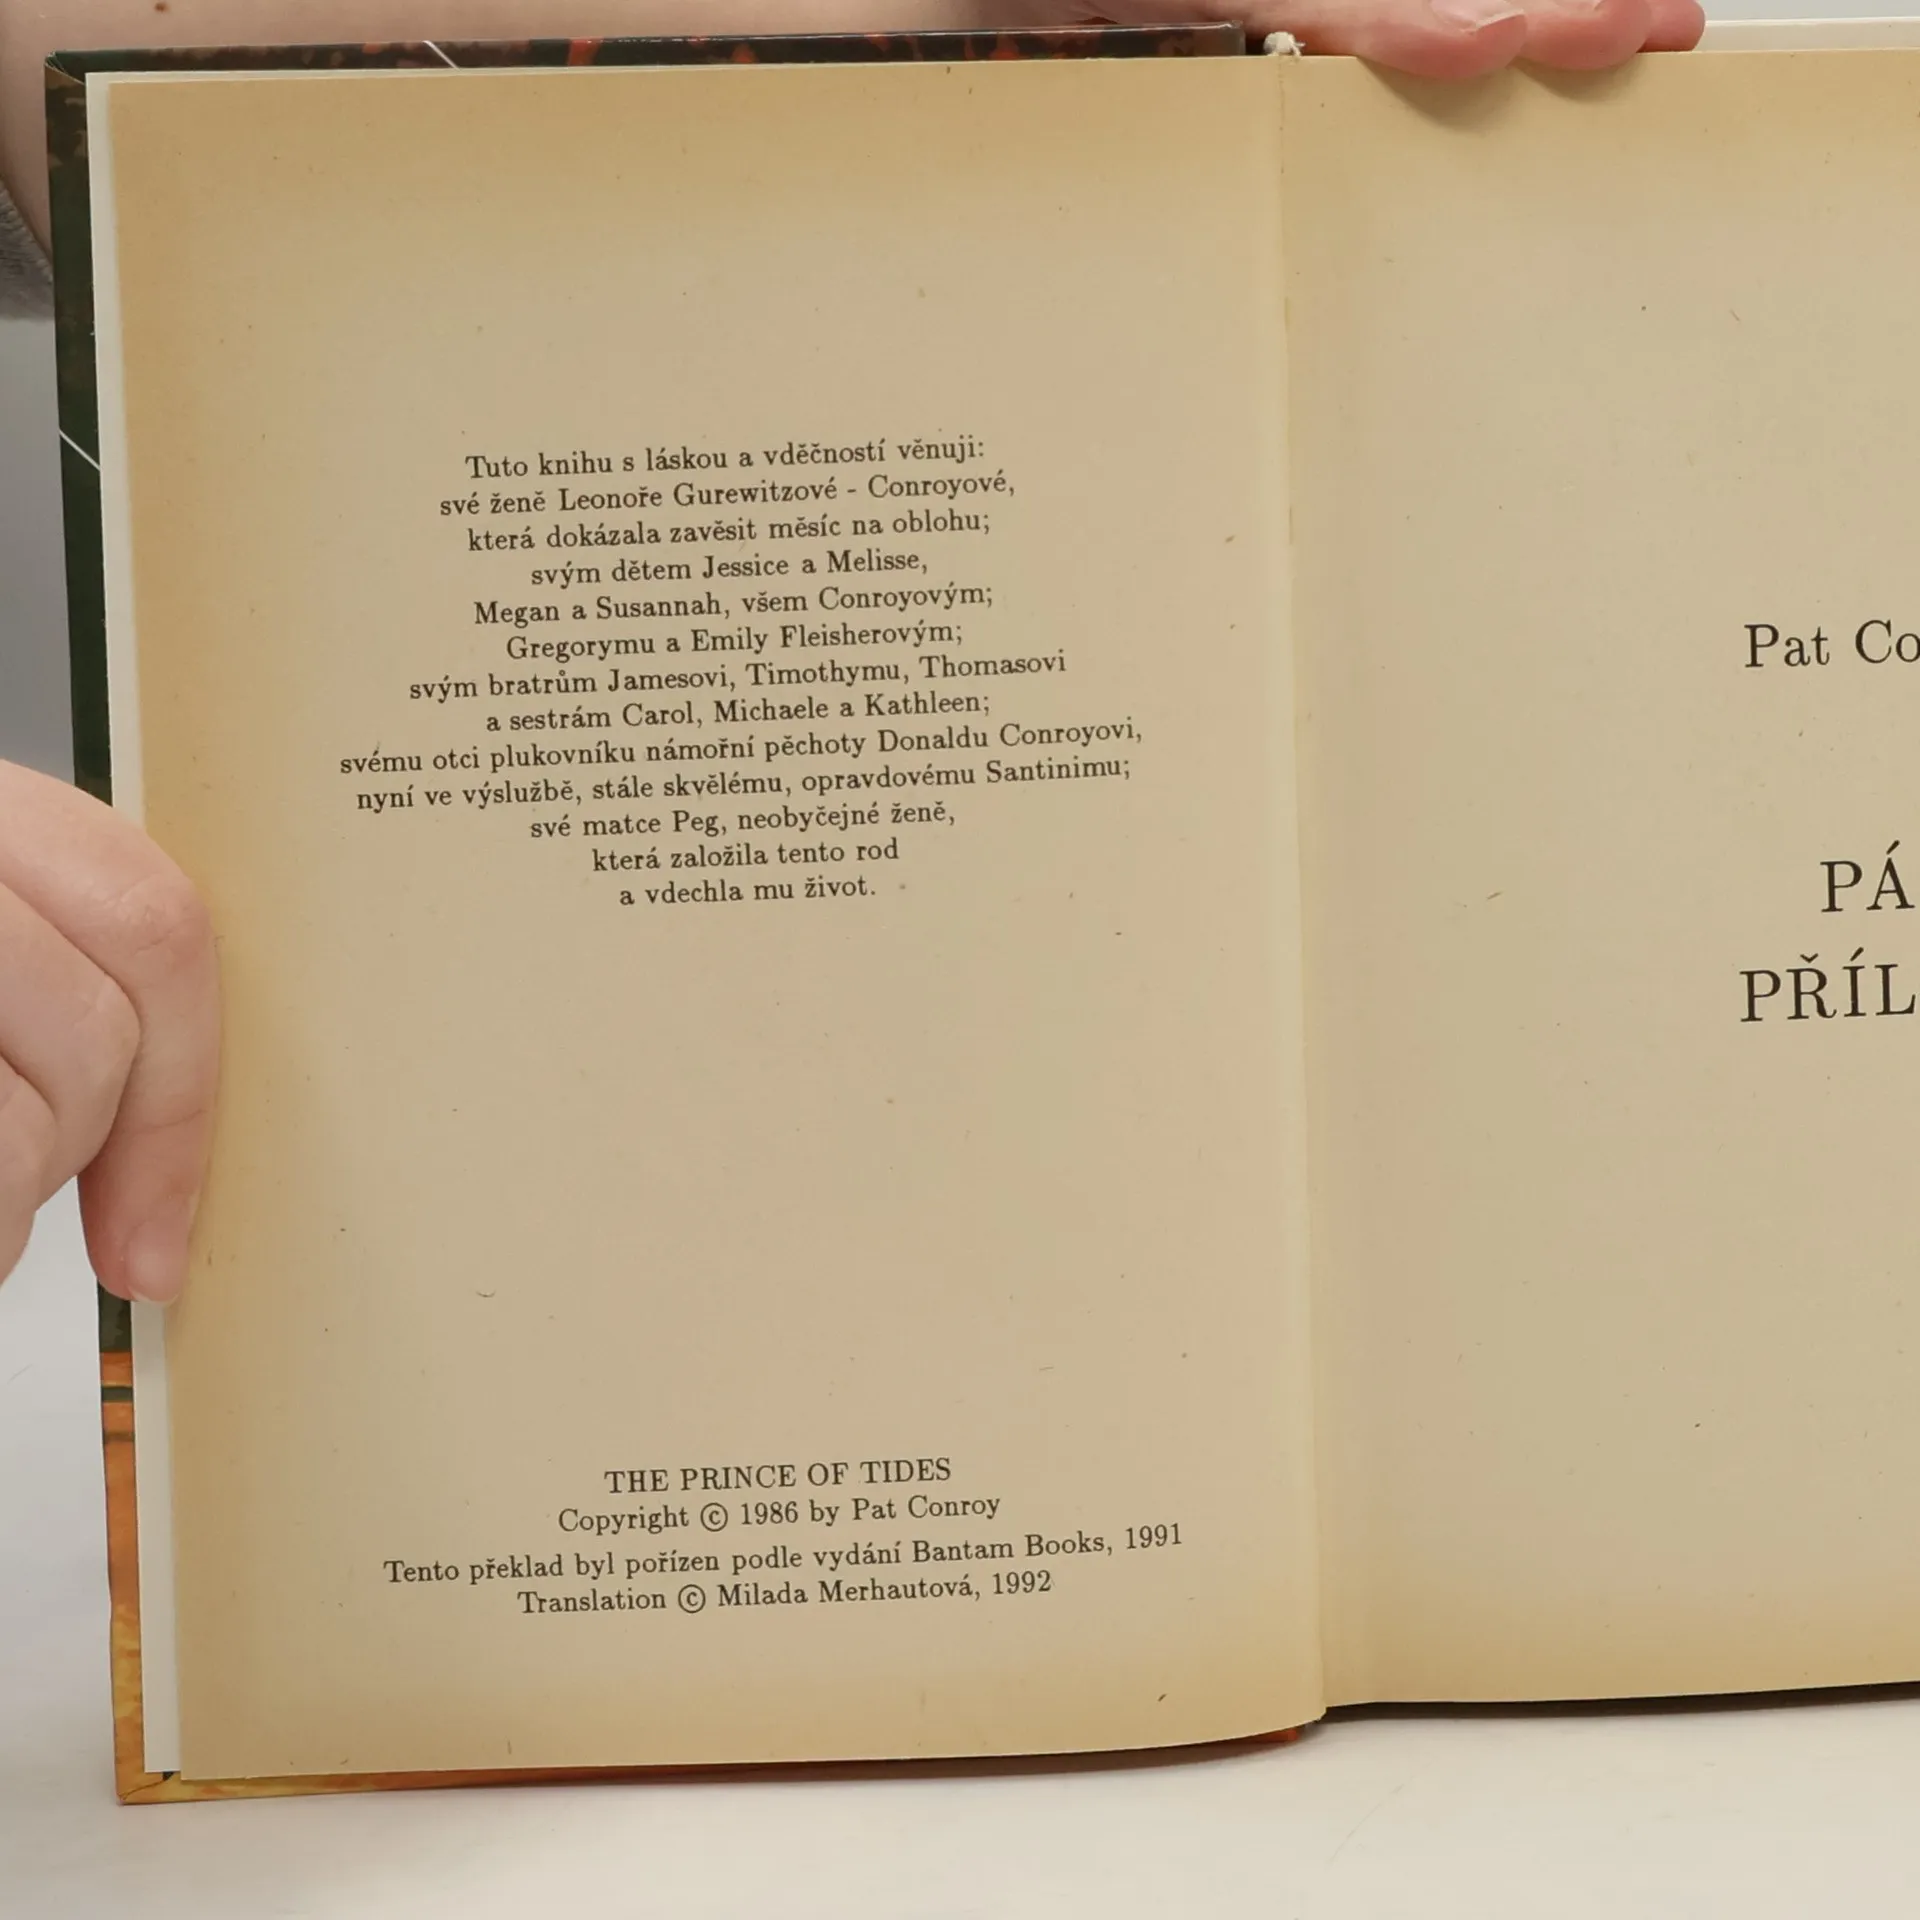 Tuto knihu s láskou a vděčností věnuji:
své ženě Leonoře Gurewitzové - Conroyové,
která dokázala zavěsit měsíc na oblohu;
svým dětem Jessice a Melisse,
Megan a Susannah, všem Conroyovým;
Gregorymu a Emily Fleisherovým;
svým bratrům Jamesovi, Timothymu, Thomasovi
a sestrám Carol, Michaele a Kathleen;
svému otci plukovníku námořní pěchoty Donaldu Conroyovi,
nyní ve výslužbě, stále skvělému, opravdovému Santinimu;
své matce Peg, neobyčejné ženě,
která založila tento rod
a vdechla mu život.
THE PRINCE OF TIDES
Copyright © 1986 by Pat Conroy
Tento překlad byl pořízen podle vydání Bantam Books, 1991
Translation © Milada Merhautová, 1992
Pat Co
PÁ
PŘÍL